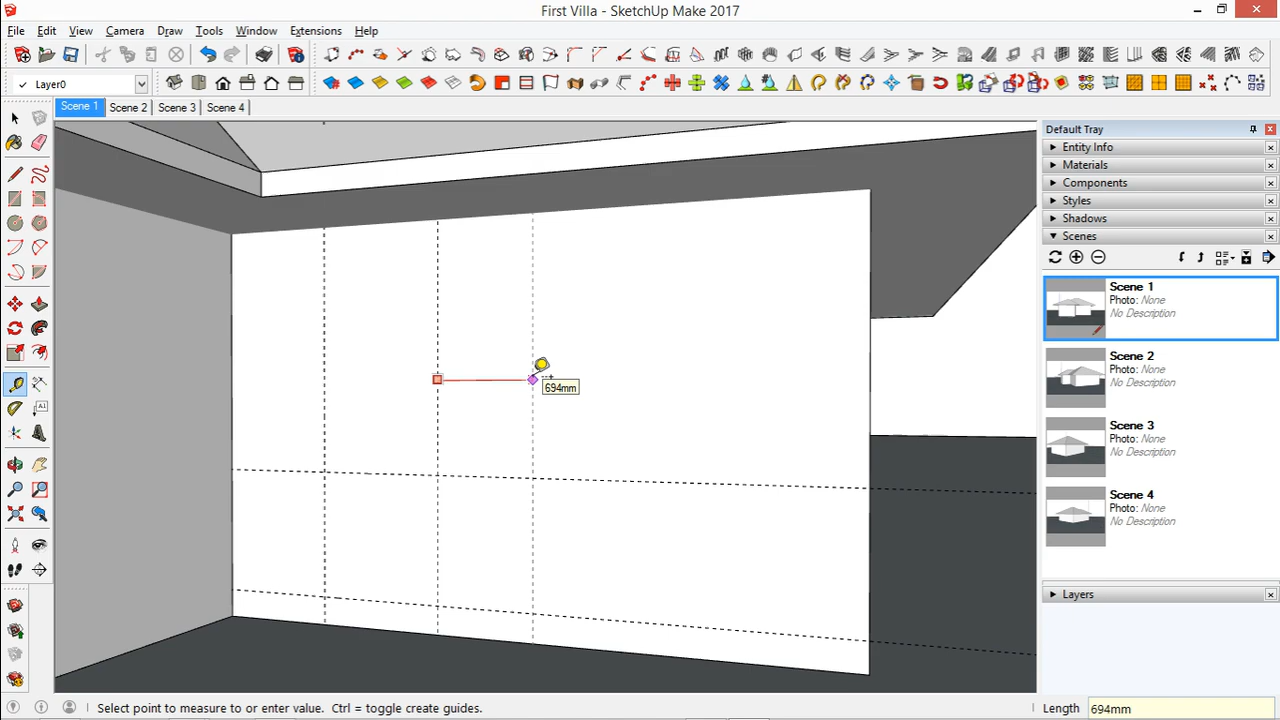 First Villa - SketchUp Make 2017
File Edit View Camera Draw Tools Window Extensions Help
Layer0
Scene 1 Scene 2 Scene 3 Scene 4
Default Tray
Entity Info
Materials
Components
Styles
Shadows
Scenes
Scene 1
Photo: None
No Description
Scene 2
Photo: None
No Description
Scene 3
Photo: None
No Description
Scene 4
Photo: None
No Description
Layers
694mm
Select point to measure to or enter value. Ctrl = toggle create guides.
Length 694mm